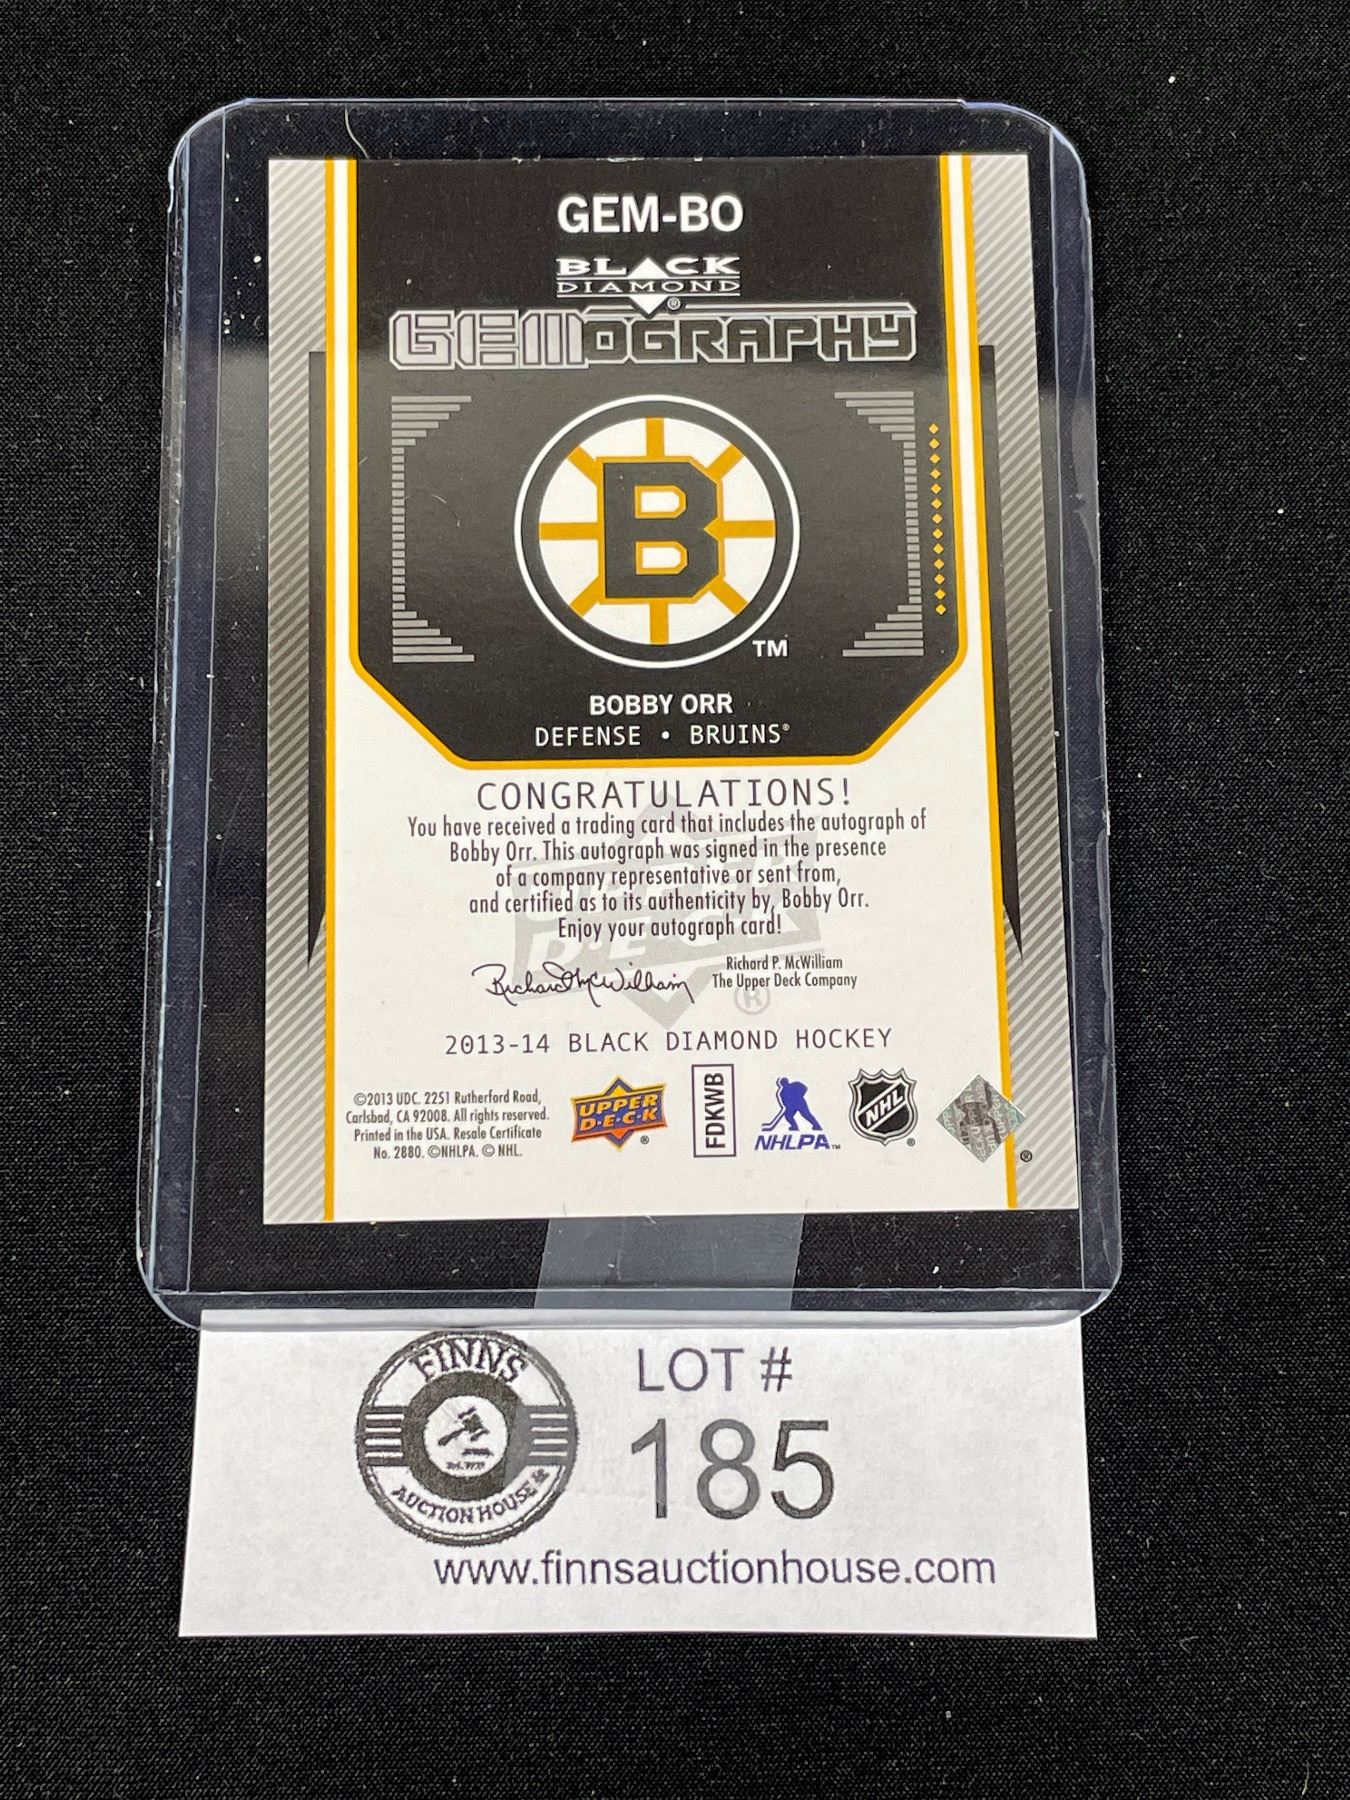 GEM-BO
BLACK
DIAMOND
®
GEMOGRAPHY
B
TM
BOBBY ORR
DEFENSE • BRUINS®
CONGRATULATIONS!
You have received a trading card that includes the autograph of
Bobby Orr. This autograph was signed in the presence
of a company representative or sent from,
and certified as to its authenticity by, Bobby Orr.
Enjoy your autograph card!
UPPER
D.E.C.K
®
Richard McWilliam
Richard P. McWilliam
The Upper Deck Company
2013-14 BLACK DIAMOND HOCKEY
©2013 UDC. 2251 Rutherford Road,
Carlsbad, CA 92008. All rights reserved.
Printed in the USA. Resale Certificate
No. 2880. ©NHLPA. © NHL.
UPPER
D.E.C.K
®
FDKWB
NHLPA™
NHL
®
®
FINNS
AUCTION HOUSE
LOT #
185
www.finnsauctionhouse.com